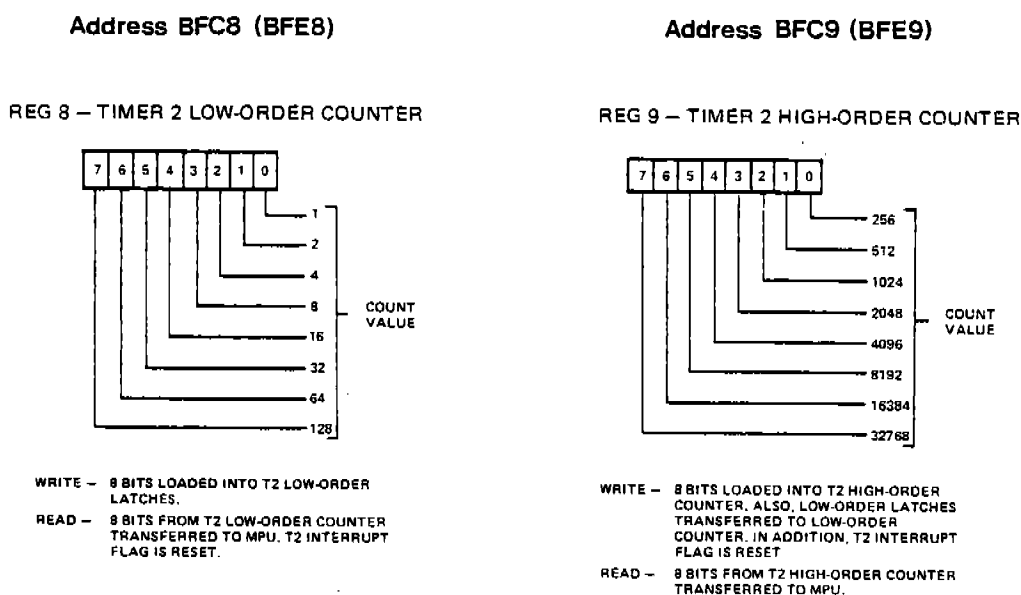 Address BFC8 (BFE8)
REG 8 – TIMER 2 LOW-ORDER COUNTER
7 6 5 4 3 2 1 0
1
2
4
8
16
32
64
128
COUNT
VALUE
WRITE – 8 BITS LOADED INTO T2 LOW-ORDER
LATCHES.
READ – 8 BITS FROM T2 LOW-ORDER COUNTER
TRANSFERRED TO MPU. T2 INTERRUPT
FLAG IS RESET.
Address BFC9 (BFE9)
REG 9 – TIMER 2 HIGH-ORDER COUNTER
7 6 5 4 3 2 1 0
256
512
1024
2048
4096
8192
16384
32768
COUNT
VALUE
WRITE – 8 BITS LOADED INTO T2 HIGH-ORDER
COUNTER. ALSO, LOW-ORDER LATCHES
TRANSFERRED TO LOW-ORDER
COUNTER. IN ADDITION, T2 INTERRUPT
FLAG IS RESET
READ – 8 BITS FROM T2 HIGH-ORDER COUNTER
TRANSFERRED TO MPU.